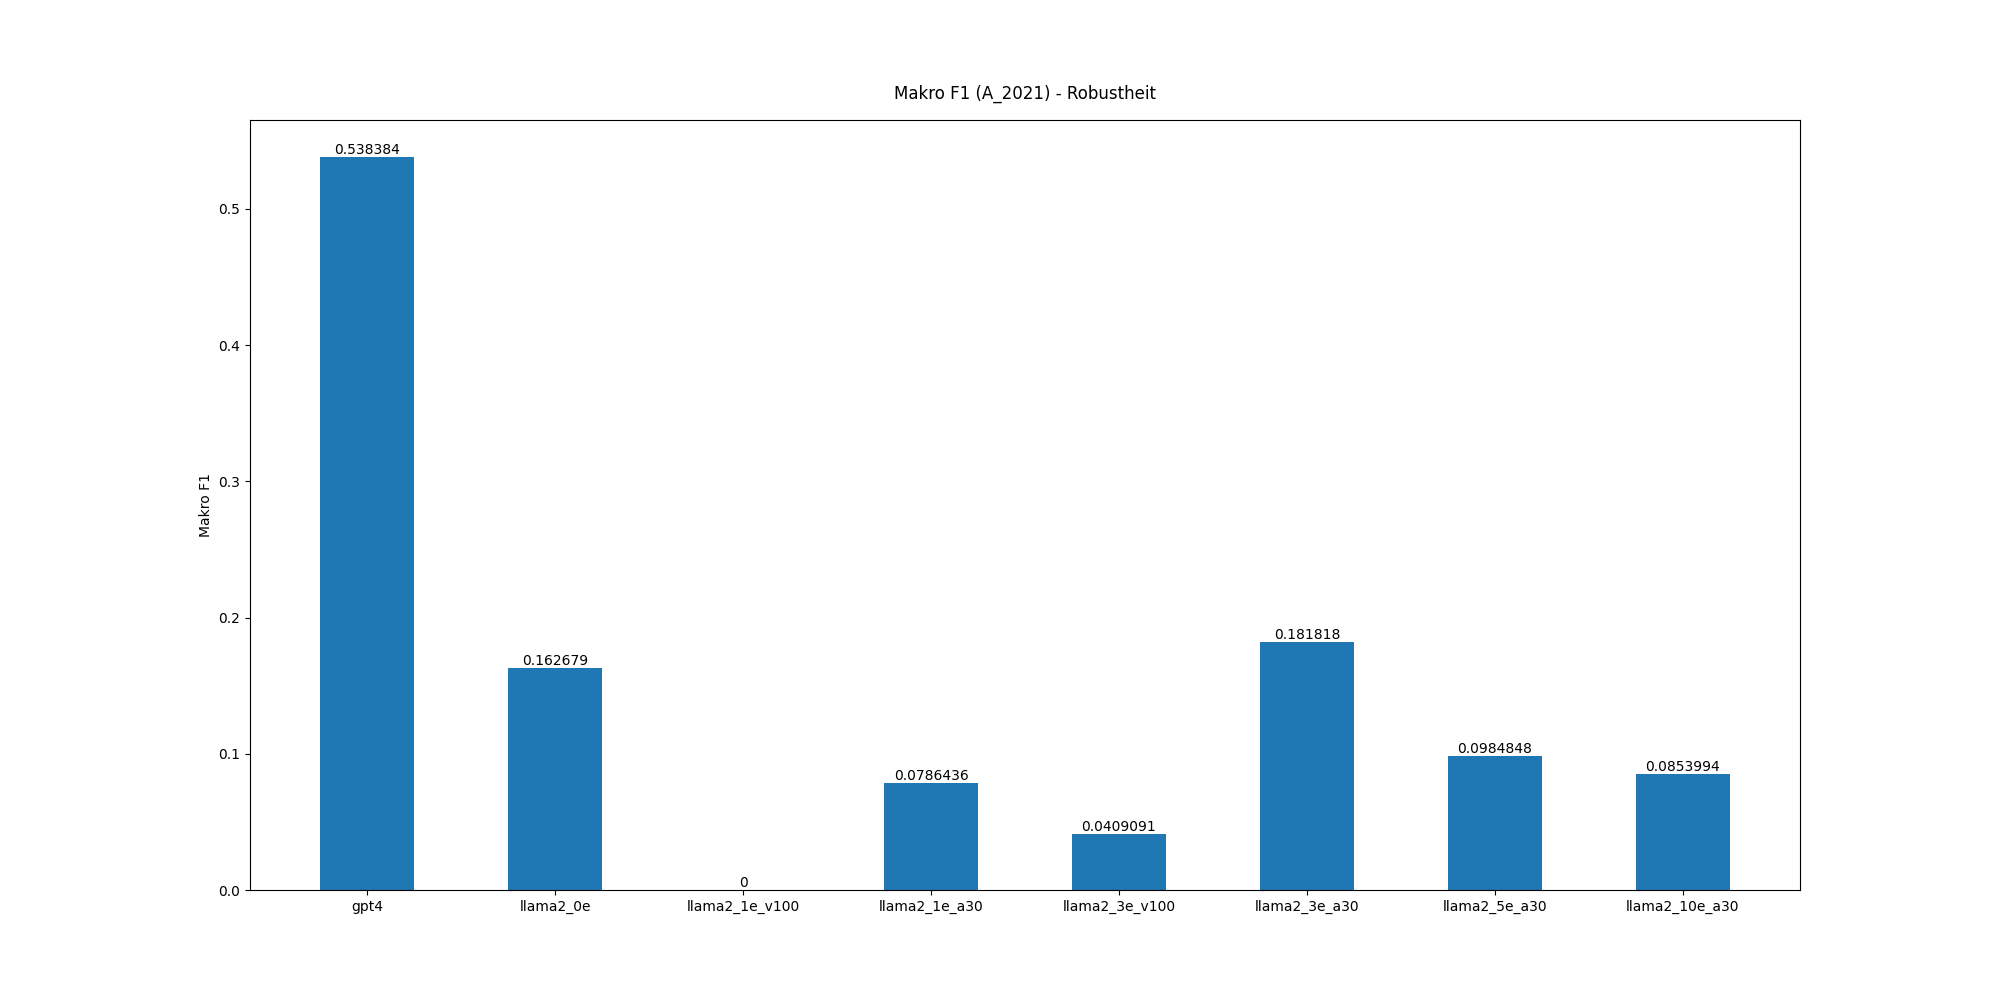 Makro F1 (A_2021) - Robustheit
Makro F1
0.5
0.4
0.3
0.2
0.1
0.0
0.538384
0.162679
0
0.0786436
0.0409091
0.181818
0.0984848
0.0853994
gpt4
llama2_0e
llama2_1e_v100
llama2_1e_a30
llama2_3e_v100
llama2_3e_a30
llama2_5e_a30
llama2_10e_a30